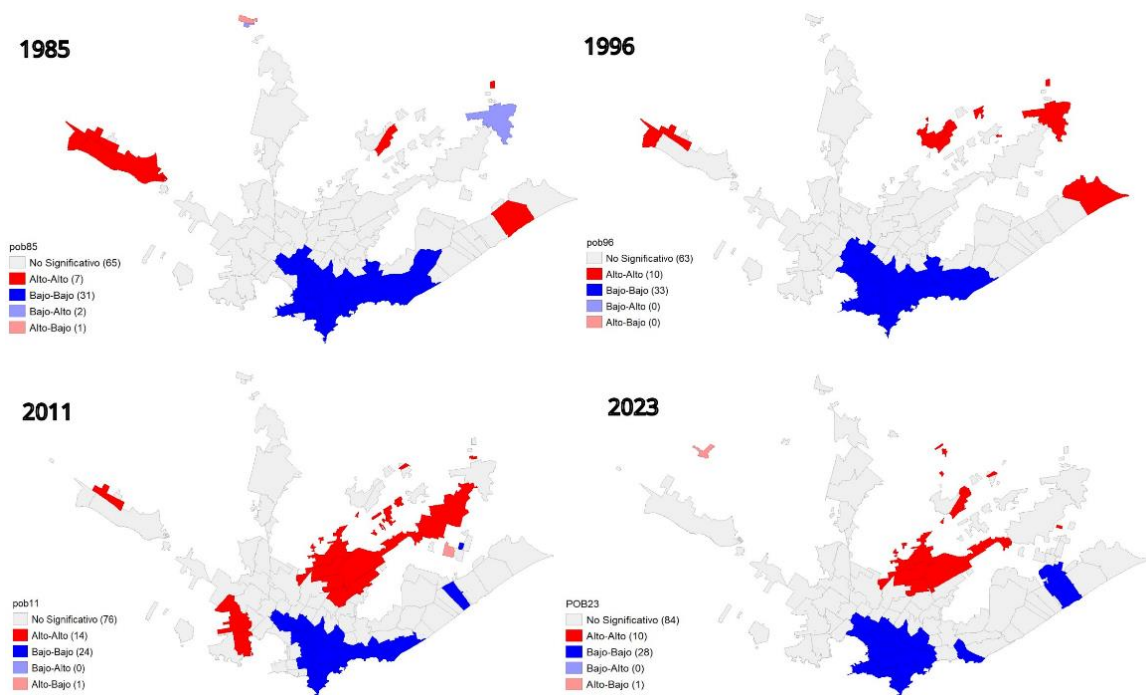 1985
pob85
No Significativo (65)
Alto-Alto (7)
Bajo-Bajo (31)
Bajo-Alto (2)
Alto-Bajo (1)
1996
pob96
No Significativo (63)
Alto-Alto (10)
Bajo-Bajo (33)
Bajo-Alto (0)
Alto-Bajo (0)
2011
pob11
No Significativo (76)
Alto-Alto (14)
Bajo-Bajo (24)
Bajo-Alto (0)
Alto-Bajo (1)
2023
POB23
No Significativo (84)
Alto-Alto (10)
Bajo-Bajo (28)
Bajo-Alto (0)
Alto-Bajo (1)